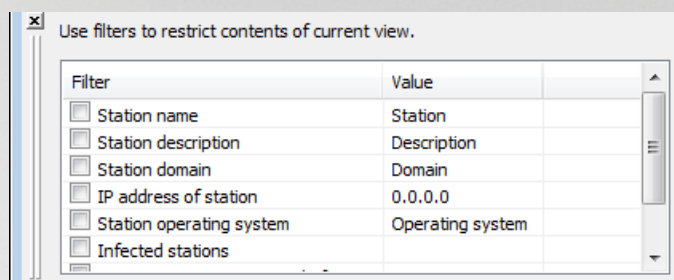 Use filters to restrict contents of current view.
Filter Value
Station name Station
Station description Description
Station domain Domain
IP address of station 0.0.0.0
Station operating system Operating system
Infected stations